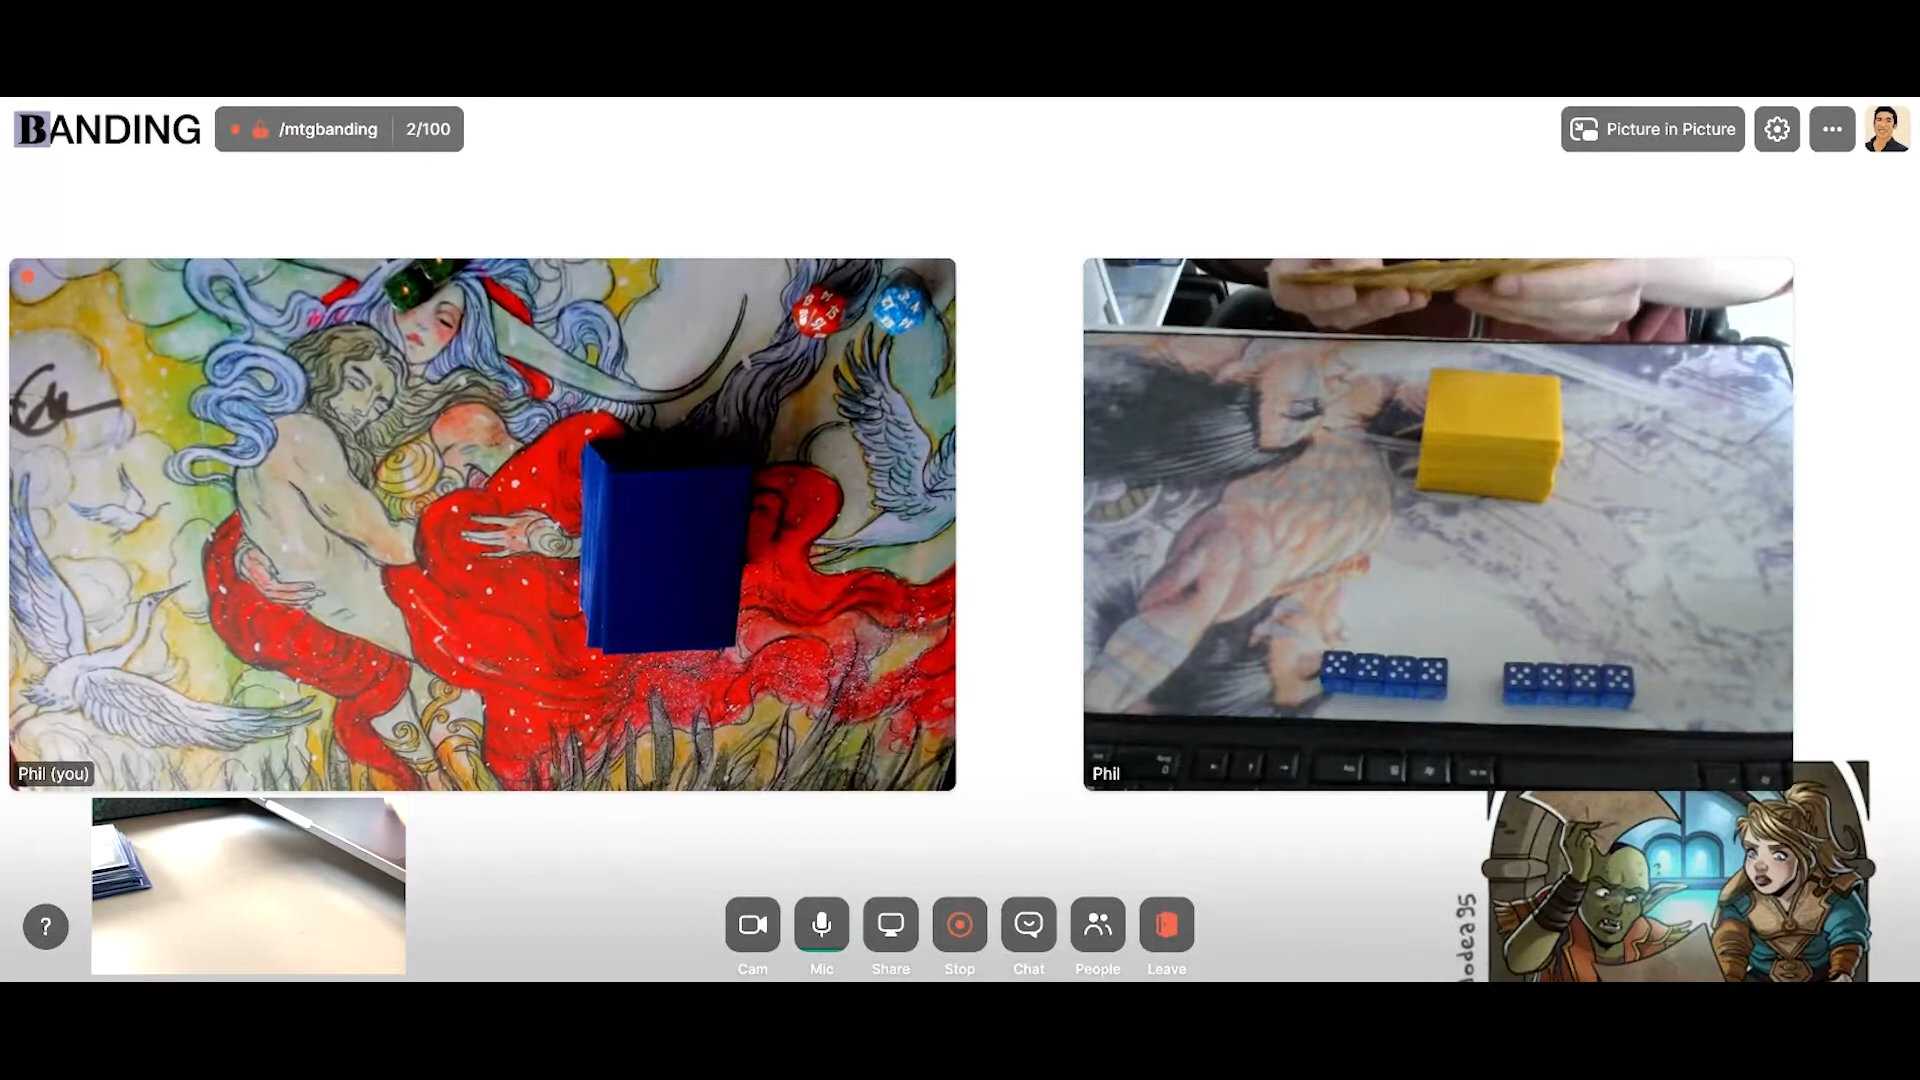 BANDING
/mtgbanding
2/100
Picture in Picture
Phil (you)
Phil
?
Cam
Mic
Share
Stop
Chat
People
Leave